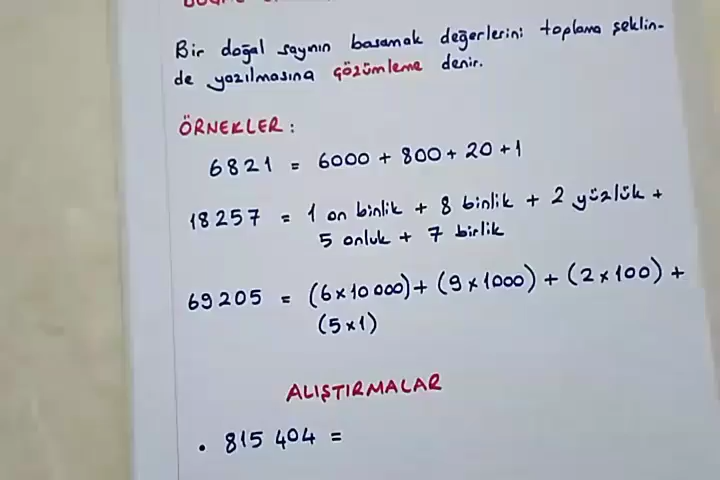 Bir doğal sayının basamak değerlerini toplama şeklin-
de yazılmasına çözümleme denir.
ÖRNEKLER:
6821 = 6000 + 800 + 20 + 1
18257 = 1 on binlik + 8 binlik + 2 yüzlük +
5 onluk + 7 birlik
69205 = (6x10000) + (9x1000) + (2x100) +
(5x1)
ALIŞTIRMALAR
• 815 404 =